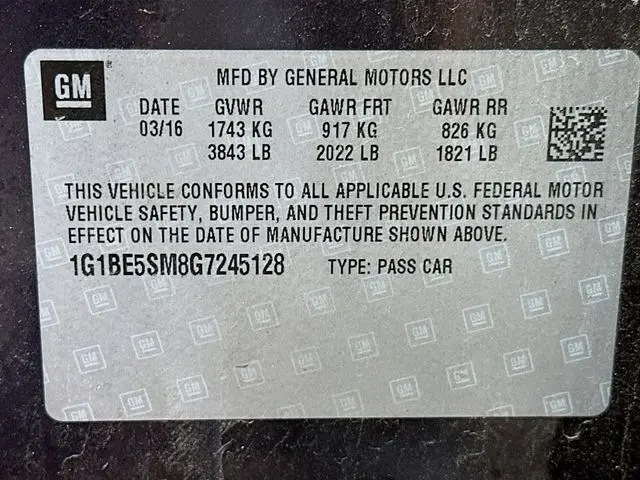 GM
MFD BY GENERAL MOTORS LLC
DATE GVWR GAWR FRT GAWR RR
03/16 1743 KG 917 KG 826 KG
3843 LB 2022 LB 1821 LB
THIS VEHICLE CONFORMS TO ALL APPLICABLE U.S. FEDERAL MOTOR
VEHICLE SAFETY, BUMPER, AND THEFT PREVENTION STANDARDS IN
EFFECT ON THE DATE OF MANUFACTURE SHOWN ABOVE.
1G1BE5SM8G7245128 TYPE: PASS CAR